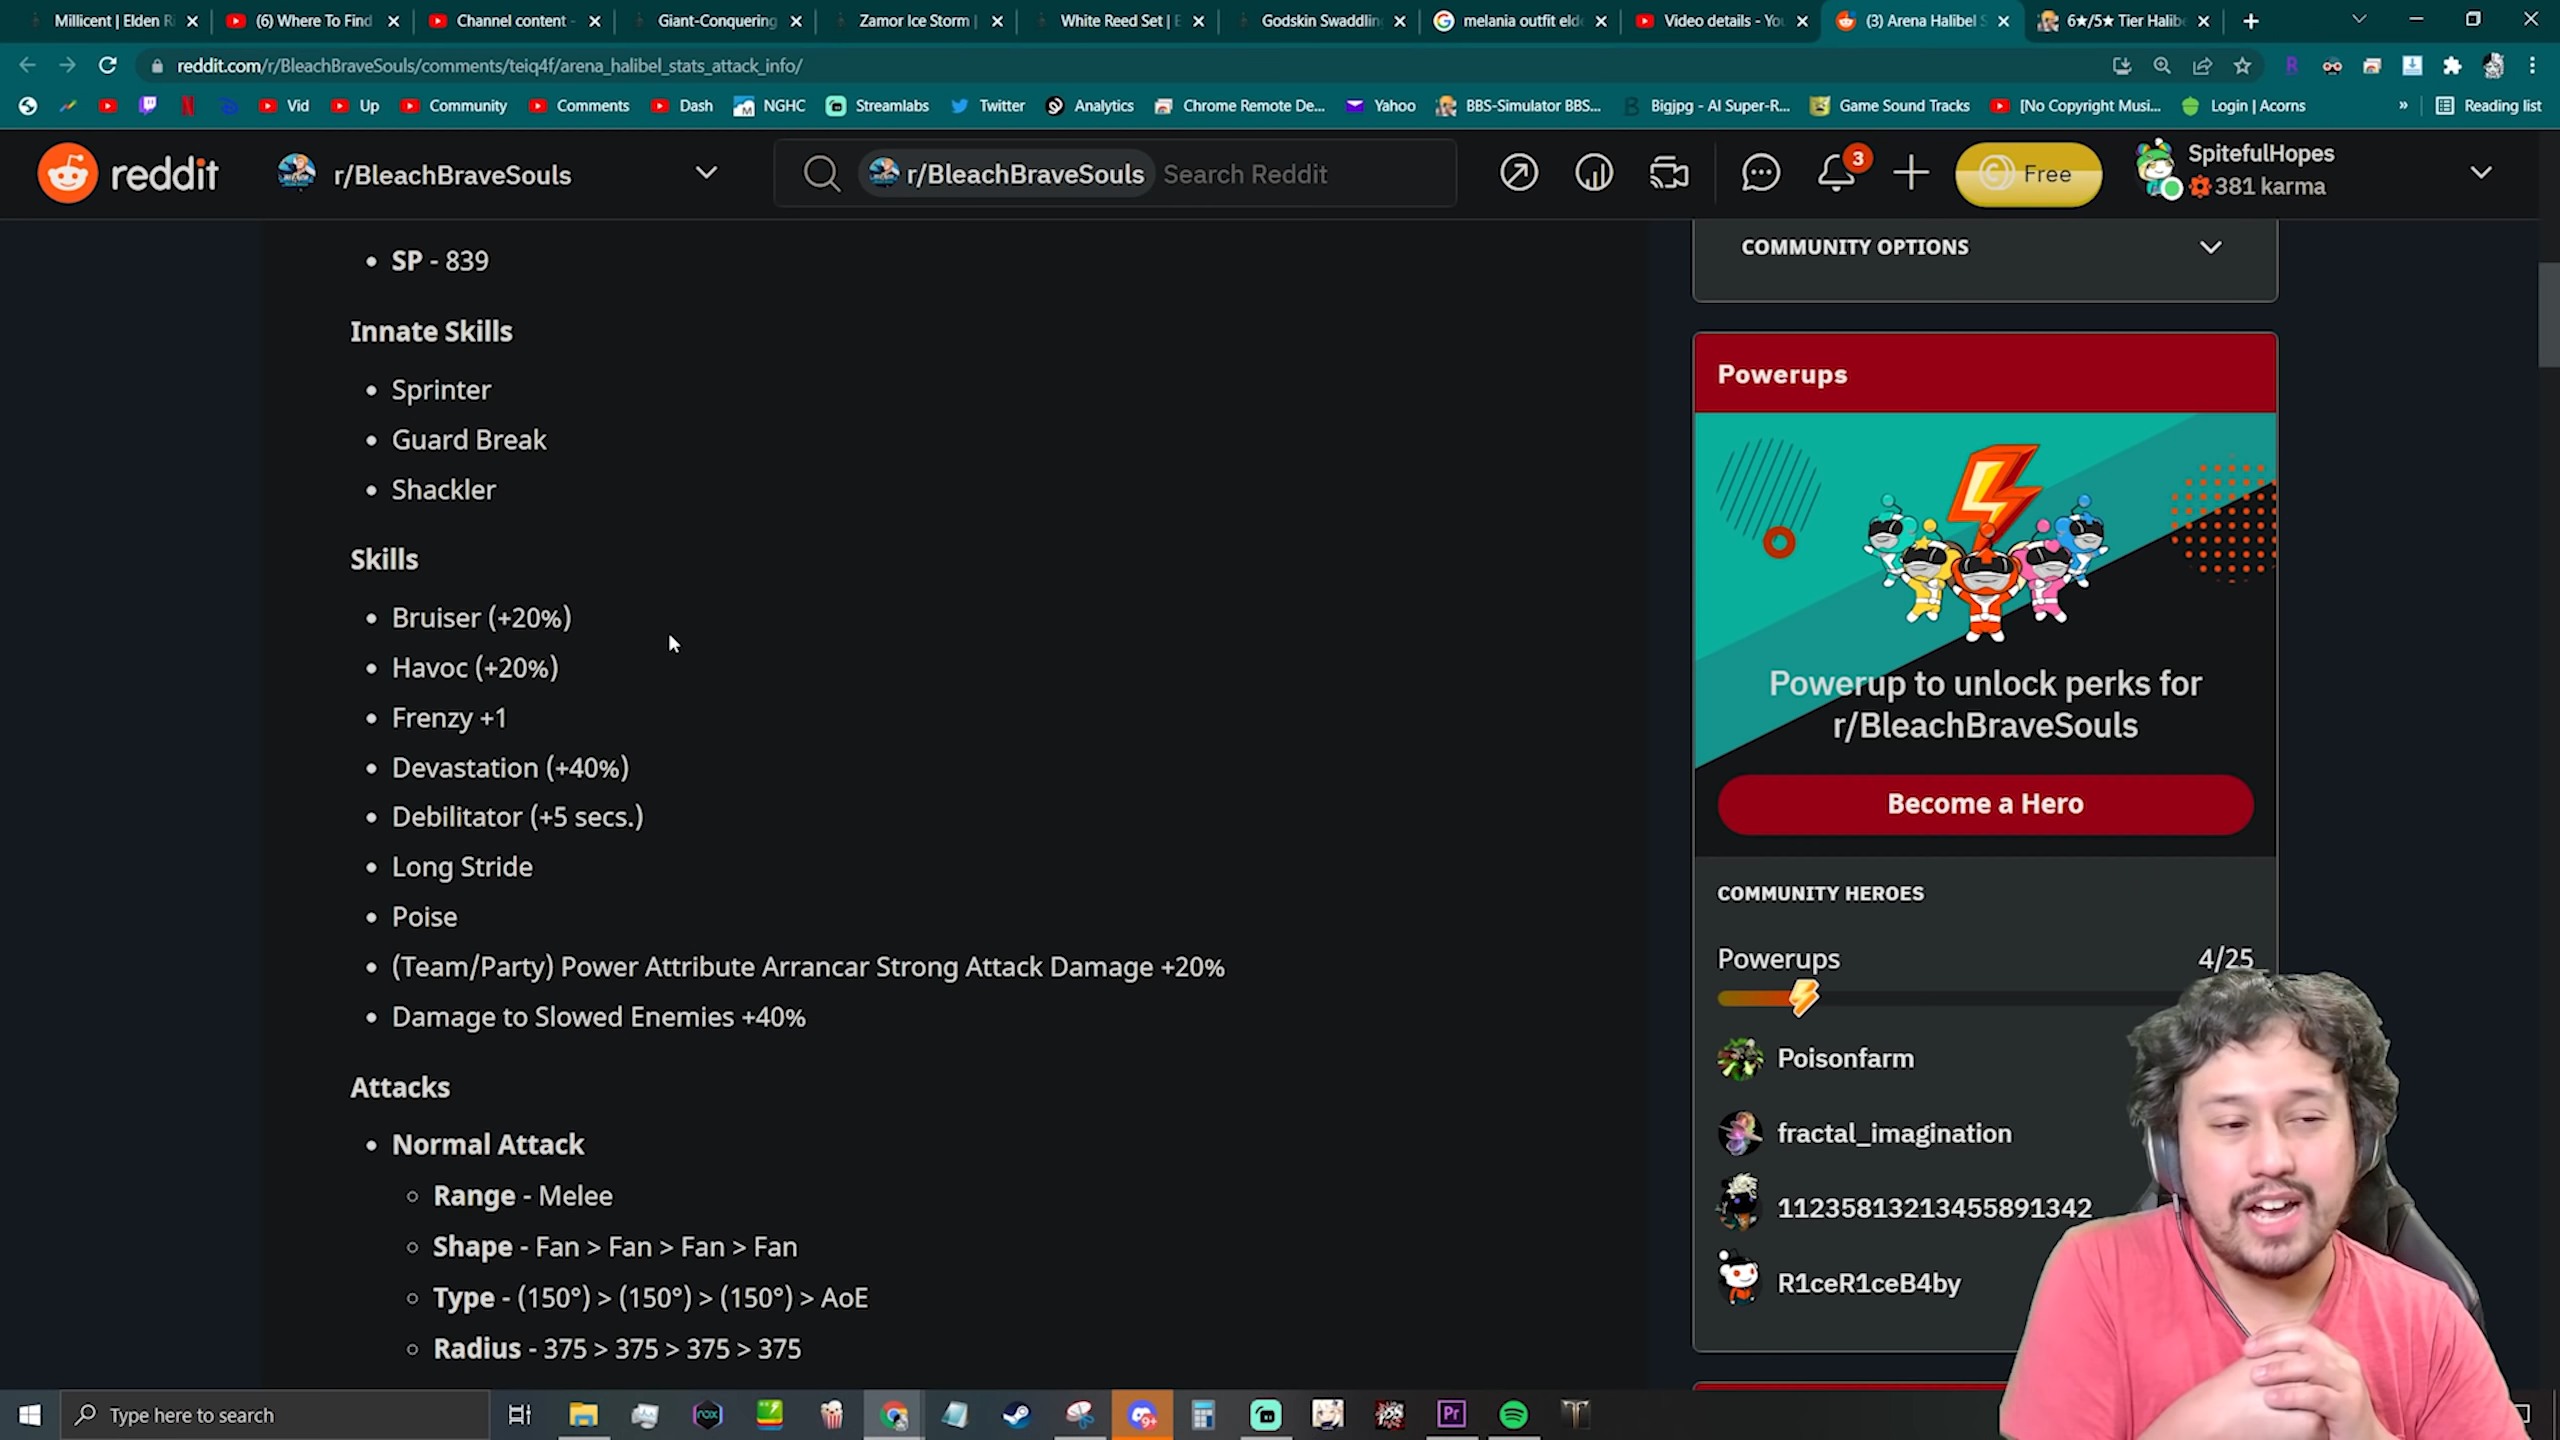 Millicent | Elden Ri
(6) Where To Find
Channel content -
Giant-Conquering
Zamor Ice Storm |
White Reed Set | E
Godskin Swaddlin
melania outfit elde
Video details - You
(3) Arena Halibel S
6★/5★ Tier Halibe
reddit.com/r/BleachBraveSouls/comments/teiq4f/arena_halibel_stats_attack_info/
Vid
Up
Community
Comments
Dash
NGHC
Streamlabs
Twitter
Analytics
Chrome Remote De...
Yahoo
BBS-Simulator BBS...
Bigjpg - AI Super-R...
Game Sound Tracks
[No Copyright Musi...
Login | Acorns
»
Reading list
reddit
r/BleachBraveSouls
r/BleachBraveSouls
Search Reddit
3
Free
SpitefulHopes
381 karma
SP - 839
Innate Skills
Sprinter
Guard Break
Shackler
Skills
Bruiser (+20%)
Havoc (+20%)
Frenzy +1
Devastation (+40%)
Debilitator (+5 secs.)
Long Stride
Poise
(Team/Party) Power Attribute Arrancar Strong Attack Damage +20%
Damage to Slowed Enemies +40%
Attacks
Normal Attack
Range - Melee
Shape - Fan > Fan > Fan > Fan
Type - (150°) > (150°) > (150°) > AoE
Radius - 375 > 375 > 375 > 375
COMMUNITY OPTIONS
Powerups
Powerup to unlock perks for
r/BleachBraveSouls
Become a Hero
COMMUNITY HEROES
Powerups 4/25
Poisonfarm
fractal_imagination
11235813213455891342
R1ceR1ceB4by
Type here to search
nox
9+
Pr